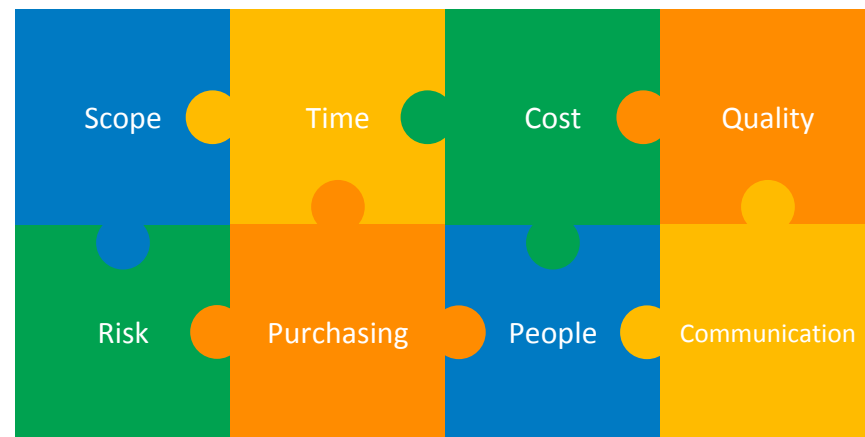 Scope
Time
Cost
Quality
Risk
Purchasing
People
Communication